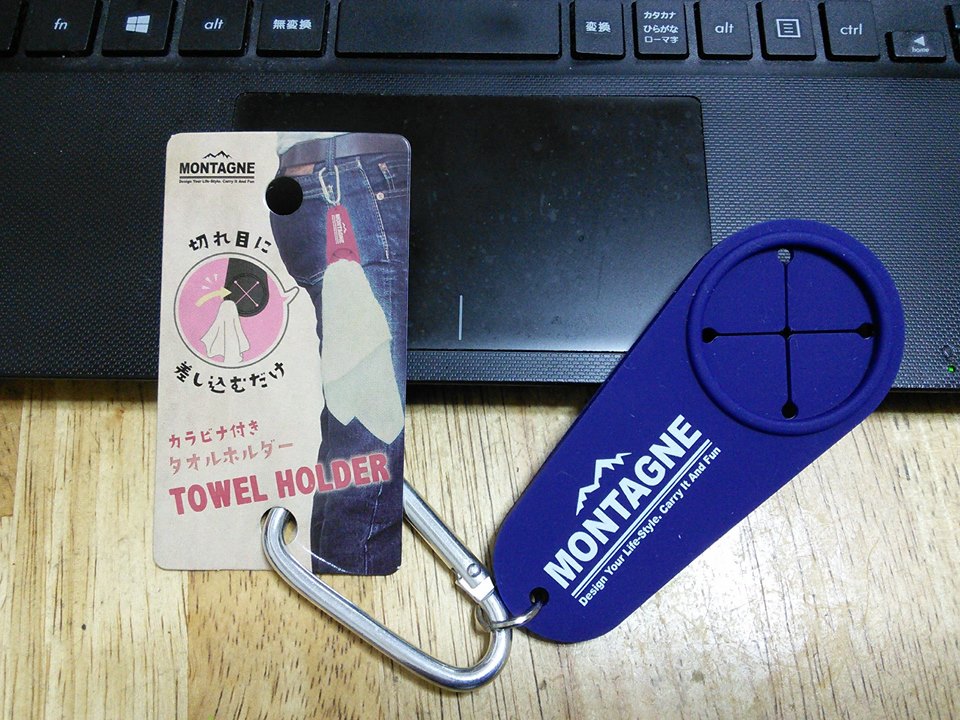 fn
alt
無変換
変換
カタカナ
ひらがな
ローマ字
alt
ctrl
home
MONTAGNE
Design Your Life-Style. Carry It And Fun
切れ目に
差し込むだけ
カラビナ付き
タオルホルダー
TOWEL HOLDER
MONTAGNE
Design Your Life-Style. Carry It And Fun